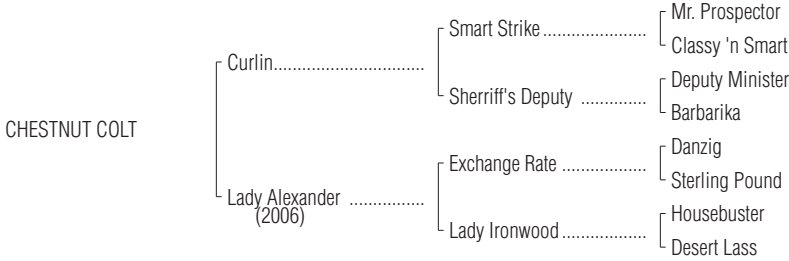 Mr. Prospector
Smart Strike......................
Classy 'n Smart
Curlin................................
Deputy Minister
Sherriff's Deputy ..............
Barbarika
CHESTNUT COLT
Danzig
Exchange Rate ..................
Sterling Pound
Lady Alexander ................
(2006)
Housebuster
Lady Ironwood..................
Desert Lass